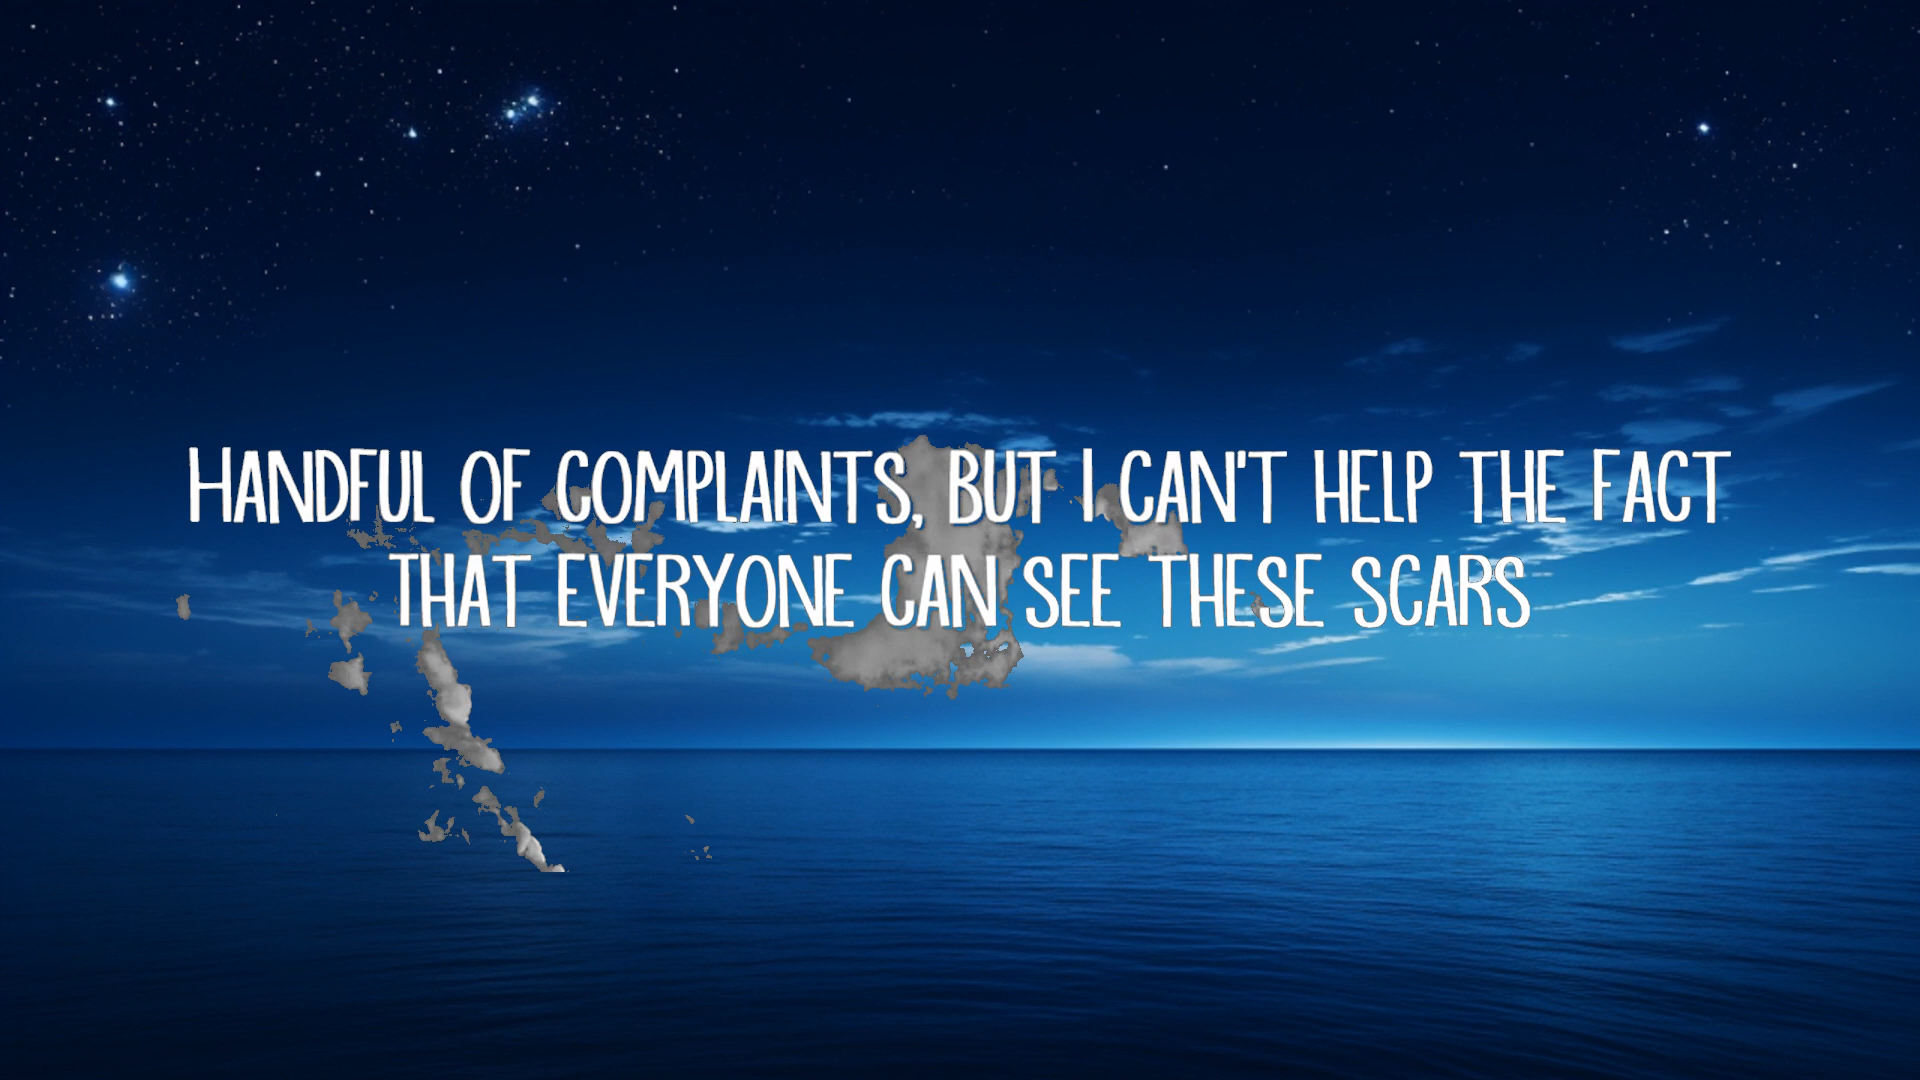 Handful of complaints, but I can't help the fact
that everyone can see these scars